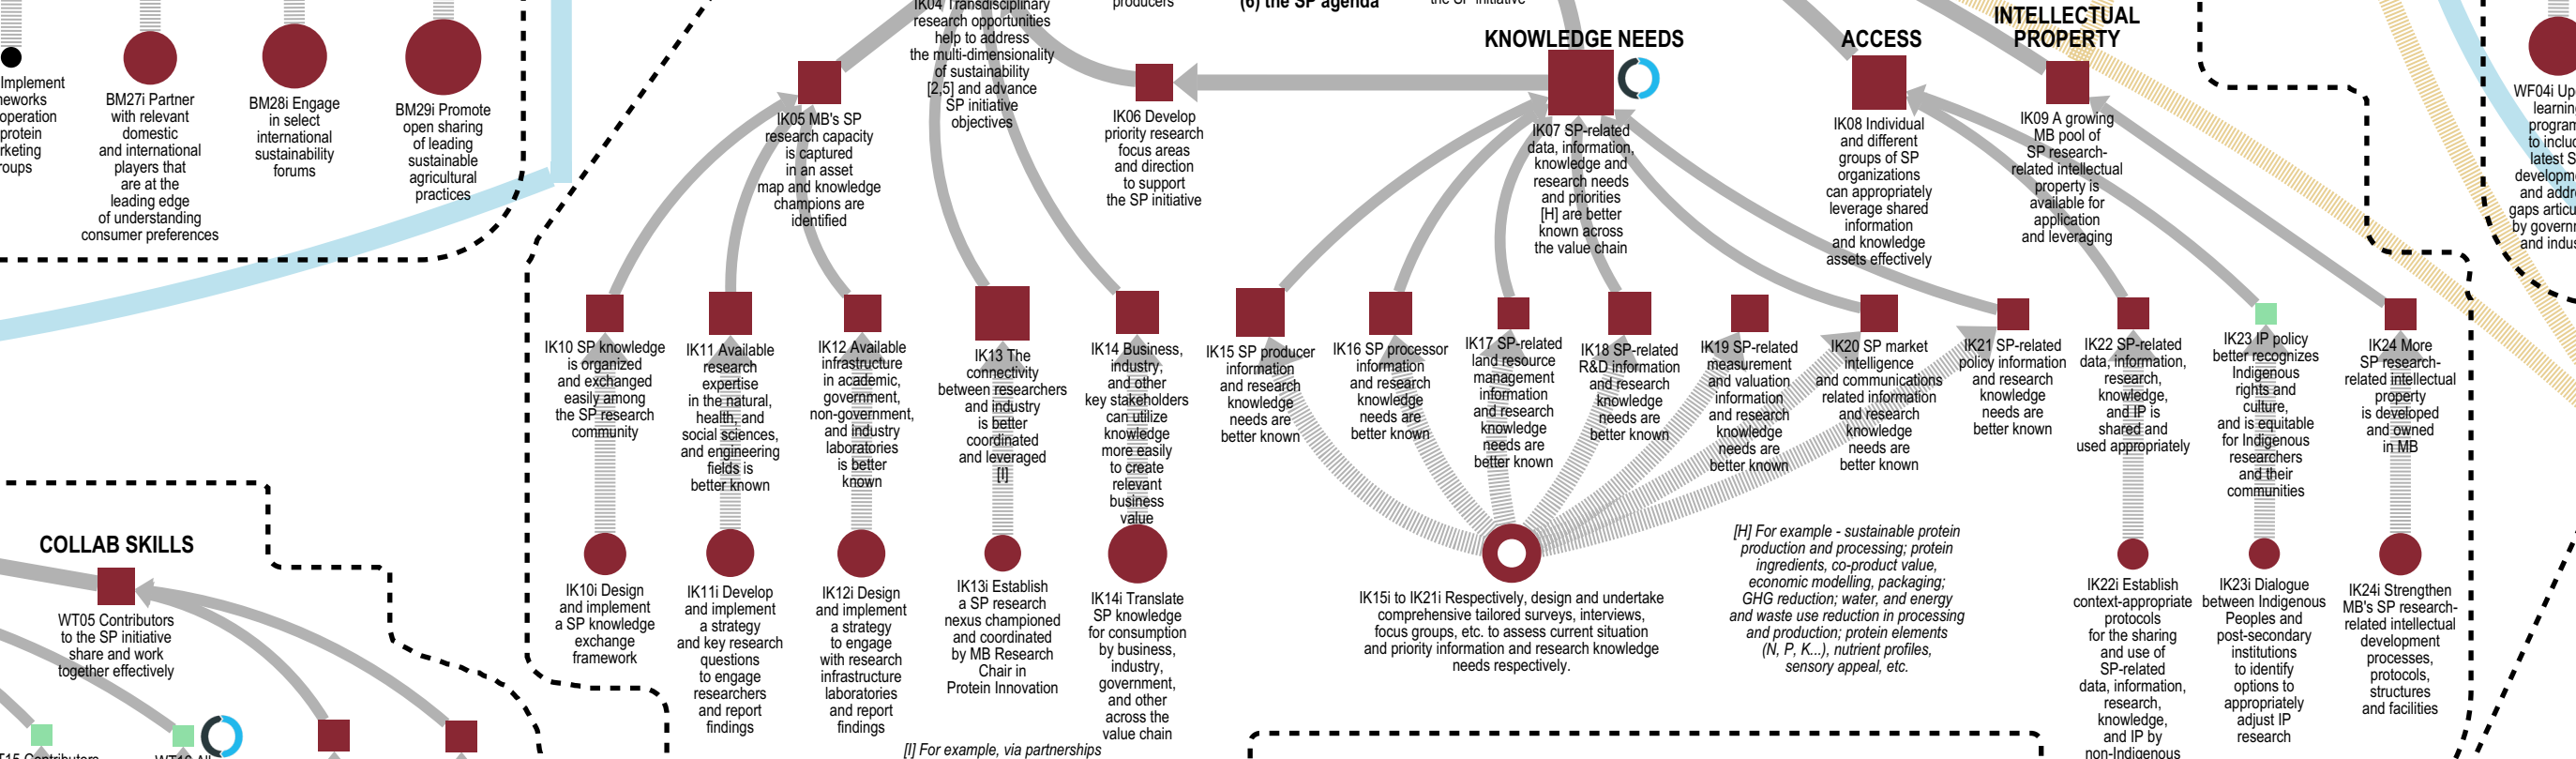 Implement
operation
protein
BM27i Partner
with relevant
domestic
and international
players that
are at the
leading edge
of understanding
consumer preferences
BM28i Engage
in select
international
sustainability
forums
BM29i Promote
open sharing
of leading
sustainable
agricultural
practices
COLLAB SKILLS
WT05 Contributors
to the SP initiative
share and work
together effectively
Contributors
IK04 Transdisciplinary
research opportunities
help to address
the multi-dimensionality
of sustainability
[2,5] and advance
SP initiative
objectives
producers
(6) the SP agenda
the SP initiative
IK05 MB's SP
research capacity
is captured
in an asset
map and knowledge
champions are
identified
IK06 Develop
priority research
focus areas
and direction
to support
the SP initiative
KNOWLEDGE NEEDS
IK07 SP-related
data, information,
knowledge and
research needs
and priorities
[H] are better
known across
the value chain
ACCESS
IK08 Individual
and different
groups of SP
organizations
can appropriately
leverage shared
information
and knowledge
assets effectively
INTELLECTUAL
PROPERTY
IK09 A growing
MB pool of
SP research-
related intellectual
property is
available for
application
and leveraging
IK10 SP knowledge
is organized
and exchanged
easily among
the SP research
community
IK11 Available
research
expertise
in the natural,
health, and
social sciences,
and engineering
fields is
better known
IK12 Available
infrastructure
in academic,
government,
non-government,
and industry
laboratories
is better
known
IK13 The
connectivity
between researchers
and industry
is better
coordinated
and leveraged
[I]
IK14 Business,
industry,
and other
key stakeholders
can utilize
knowledge
more easily
to create
relevant
business
value
IK15 SP producer
information
and research
knowledge
needs are
better known
IK16 SP processor
information
and research
knowledge
needs are
better known
IK17 SP-related
land resource
management
information
and research
knowledge
needs are
better known
IK18 SP-related
R&D information
and research
knowledge
needs are
better known
IK19 SP-related
measurement
and valuation
information
and research
knowledge
needs are
better known
IK20 SP market
intelligence
and communications
related information
and research
knowledge
needs are
better known
IK21 SP-related
policy information
and research
knowledge
needs are
better known
IK22 SP-related
data, information,
research,
knowledge,
and IP is
shared and
used appropriately
IK23 IP policy
better recognizes
Indigenous
rights and
culture,
and is equitable
for Indigenous
researchers
and their
communities
IK24 More
SP research-
related intellectual
property
is developed
and owned
in MB
IK10i Design
and implement
a SP knowledge
exchange
framework
IK11i Develop
and implement
a strategy
and key research
questions
to engage
researchers
and report
findings
IK12i Design
and implement
a strategy
to engage
with research
infrastructure
laboratories
and report
findings
IK13i Establish
a SP research
nexus championed
and coordinated
by MB Research
Chair in
Protein Innovation
IK14i Translate
SP knowledge
for consumption
by business,
industry,
government,
and other
across the
value chain
[I] For example, via partnerships
IK15i to IK21i Respectively, design and undertake
comprehensive tailored surveys, interviews,
focus groups, etc. to assess current situation
and priority information and research knowledge
needs respectively.
[H] For example - sustainable protein
production and processing; protein
ingredients, co-product value,
economic modelling, packaging;
GHG reduction; water, and energy
and waste use reduction in processing
and production; protein elements
(N, P, K...), nutrient profiles,
sensory appeal, etc.
IK22i Establish
context-appropriate
protocols
for the sharing
and use of
SP-related
data, information,
research,
knowledge,
and IP by
non-Indigenous
IK23i Dialogue
between Indigenous
Peoples and
post-secondary
institutions
to identify
options to
appropriately
adjust IP
research
IK24i Strengthen
MB's SP research-
related intellectual
development
processes,
protocols,
structures
and facilities
WF04i
learning
to
latest
and
gaps
by
and